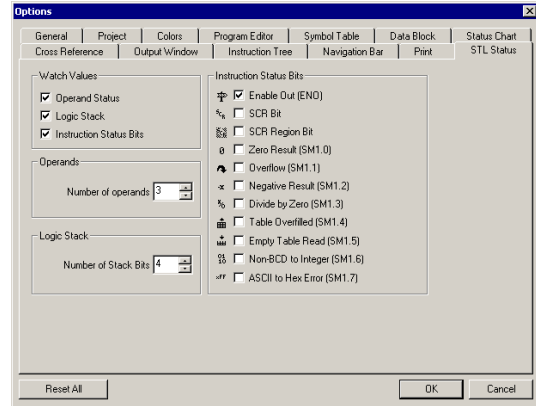 Options
General Project Colors Program Editor Symbol Table Data Block Status Chart
Cross Reference Output Window Instruction Tree Navigation Bar Print STL Status
Watch Values
Operand Status
Logic Stack
Instruction Status Bits
Operands
Number of operands 3
Logic Stack
Number of Stack Bits 4
Instruction Status Bits
Enable Out (ENO)
SCR Bit
SCR Region Bit
Zero Result (SM1.0)
Overflow (SM1.1)
Negative Result (SM1.2)
Divide by Zero (SM1.3)
Table Overfilled (SM1.4)
Empty Table Read (SM1.5)
Non-BCD to Integer (SM1.6)
ASCII to Hex Error (SM1.7)
Reset All OK Cancel